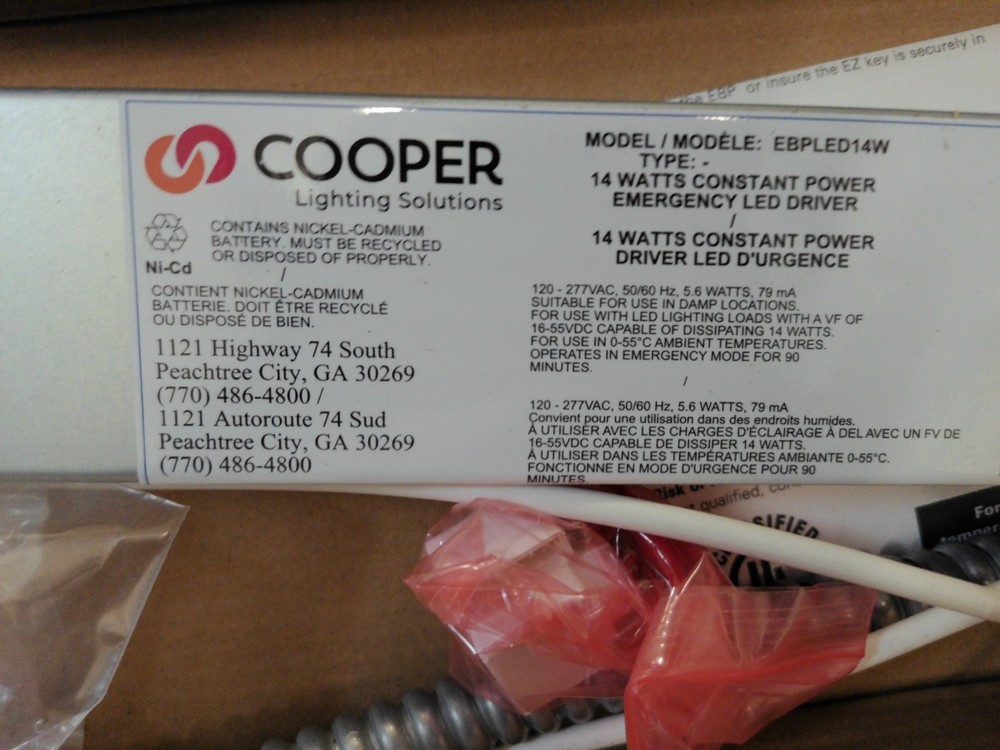 the EBP or insure the EZ key is securely in
COOPER
Lighting Solutions
CONTAINS NICKEL-CADMIUM
BATTERY. MUST BE RECYCLED
OR DISPOSED OF PROPERLY.
/
Ni-Cd
CONTIENT NICKEL-CADMIUM
BATTERIE. DOIT ÊTRE RECYCLÉ
OU DISPOSÉ DE BIEN.
1121 Highway 74 South
Peachtree City, GA 30269
(770) 486-4800 /
1121 Autoroute 74 Sud
Peachtree City, GA 30269
(770) 486-4800
MODEL / MODÈLE: EBPLED14W
TYPE: -
14 WATTS CONSTANT POWER
EMERGENCY LED DRIVER
/
14 WATTS CONSTANT POWER
DRIVER LED D'URGENCE
120 - 277VAC, 50/60 Hz, 5.6 WATTS, 79 mA
SUITABLE FOR USE IN DAMP LOCATIONS.
FOR USE WITH LED LIGHTING LOADS WITH A VF OF
16-55VDC CAPABLE OF DISSIPATING 14 WATTS.
FOR USE IN 0-55°C AMBIENT TEMPERATURES.
OPERATES IN EMERGENCY MODE FOR 90
MINUTES.
/
120 - 277VAC, 50/60 Hz, 5.6 WATTS, 79 mA
Convient pour une utilisation dans des endroits humides.
À UTILISER AVEC LES CHARGES D'ÉCLAIRAGE À DEL AVEC UN FV DE
16-55VDC CAPABLE DE DISSIPER 14 WATTS.
À UTILISER DANS LES TEMPÉRATURES AMBIANTE 0-55°C.
FONCTIONNE EN MODE D'URGENCE POUR 90
MINUTES.
Risk of
qualified,
SIFIED
For